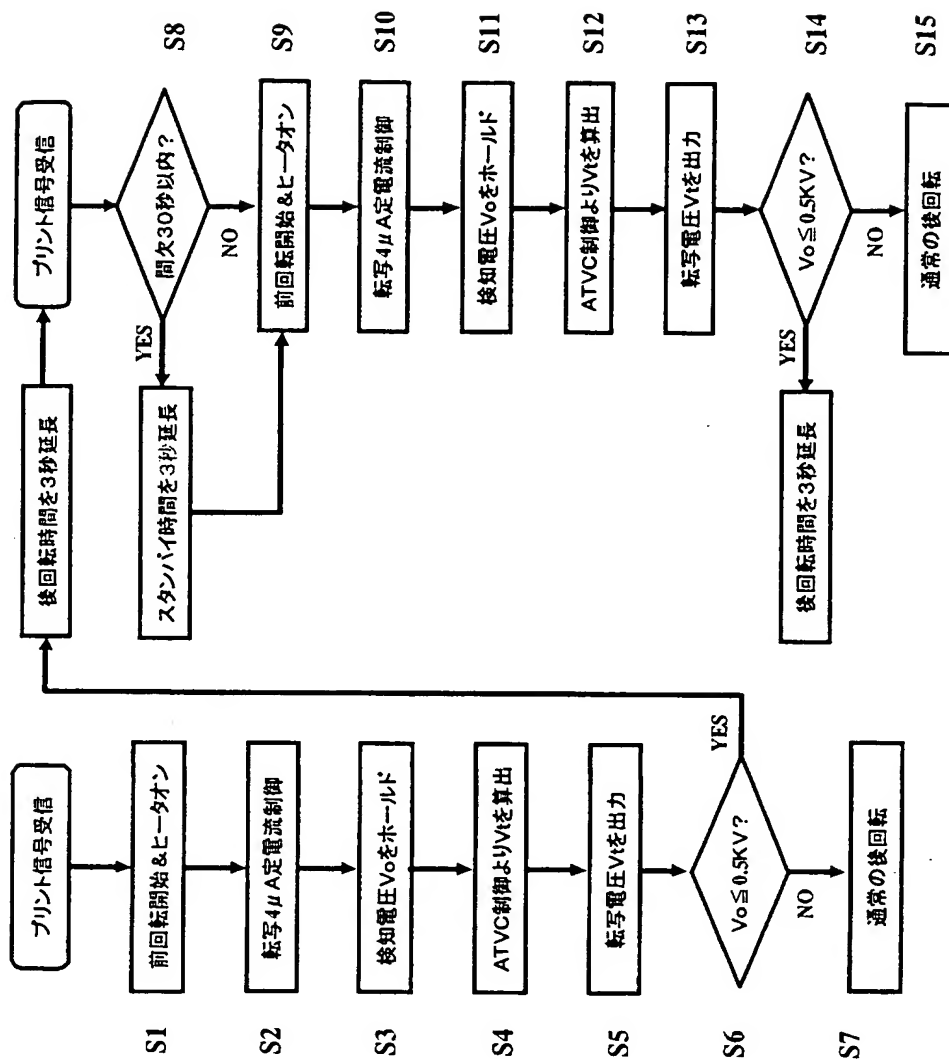 プリント信号受信
S1
前回転開始&ヒータオン
S2
転写4μA定電流制御
S3
検知電圧Voをホールド
S4
ATVC制御よりVtを算出
S5
転写電圧Vtを出力
S6
Vo≦0.5KV?
YES
NO
S7
通常の後回転
後回転時間を3秒延長
プリント信号受信
S8
間欠30秒以内?
YES
NO
スタンバイ時間を3秒延長
S9
前回転開始&ヒータオン
S10
転写4μA定電流制御
S11
検知電圧Voをホールド
S12
ATVC制御よりVtを算出
S13
転写電圧Vtを出力
S14
Vo≦0.5KV?
YES
NO
後回転時間を3秒延長
S15
通常の後回転